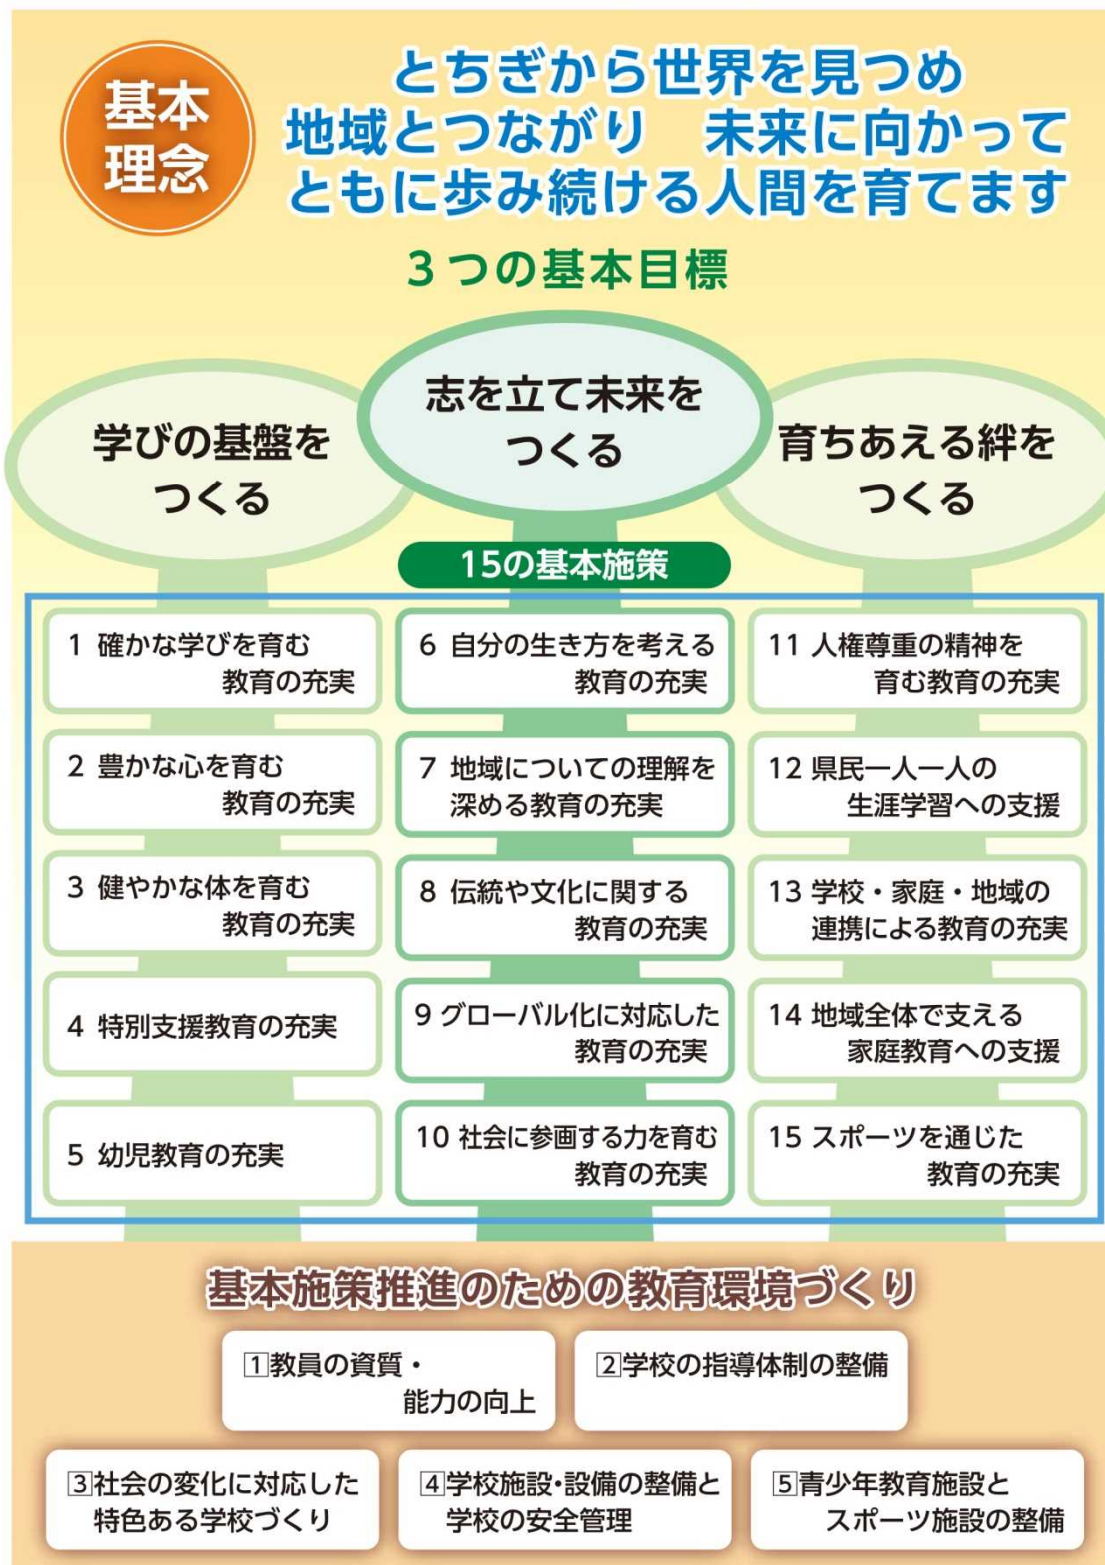 基本
理念
とちぎから世界を見つめ
地域とつながり　未来に向かって
ともに歩み続ける人間を育てます
3つの基本目標
学びの基盤を
つくる
志を立て未来を
つくる
育ちあえる絆を
つくる
15の基本施策
1 確かな学びを育む
教育の充実
2 豊かな心を育む
教育の充実
3 健やかな体を育む
教育の充実
4 特別支援教育の充実
5 幼児教育の充実
6 自分の生き方を考える
教育の充実
7 地域についての理解を
深める教育の充実
8 伝統や文化に関する
教育の充実
9 グローバル化に対応した
教育の充実
10 社会に参画する力を育む
教育の充実
11 人権尊重の精神を
育む教育の充実
12 県民一人一人の
生涯学習への支援
13 学校・家庭・地域の
連携による教育の充実
14 地域全体で支える
家庭教育への支援
15 スポーツを通じた
教育の充実
基本施策推進のための教育環境づくり
1教員の資質・
能力の向上
2学校の指導体制の整備
3社会の変化に対応した
特色ある学校づくり
4学校施設・設備の整備と
学校の安全管理
5青少年教育施設と
スポーツ施設の整備